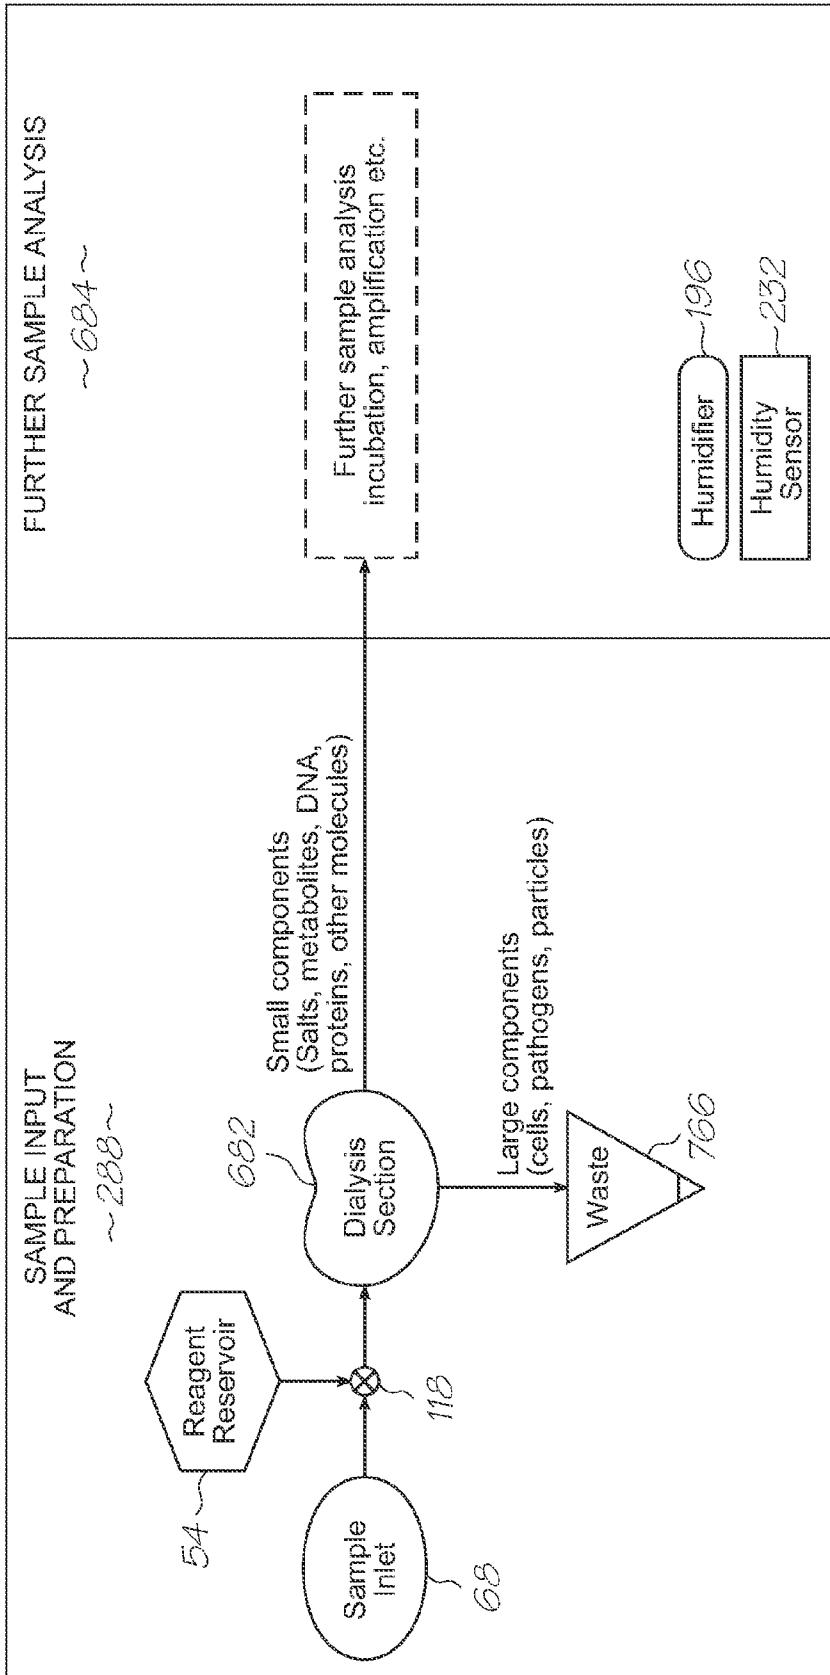 SAMPLE INPUT
AND PREPARATION
~288~
FURTHER SAMPLE ANALYSIS
~684~
54
Reagent
Reservoir
682
Small components
(Salts, metabolites, DNA,
proteins, other molecules)
Sample
Inlet
68
118
Dialysis
Section
Further sample analysis
incubation, amplification etc.
Large components
(cells, pathogens, particles)
Waste
766
Humidifier
196
Humidity
Sensor
232